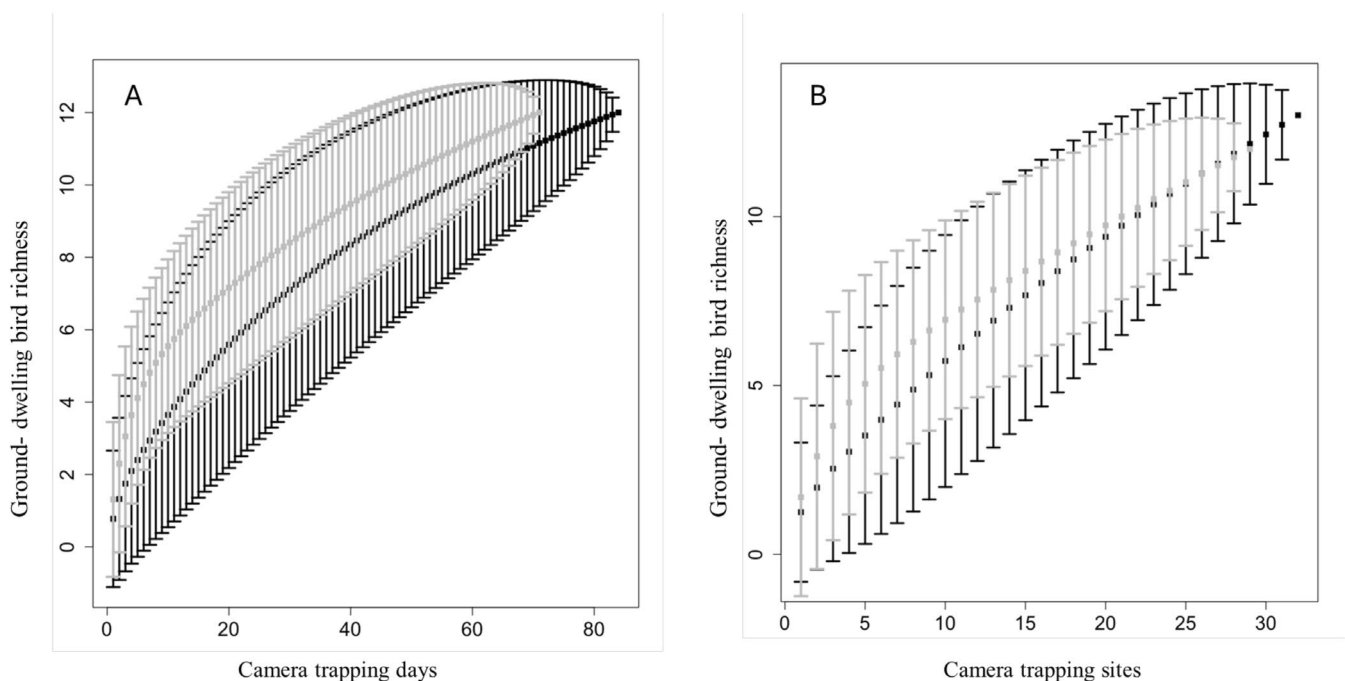 A
Ground- dwelling bird richness
12
10
8
6
4
2
0
0 20 40 60 80
Camera trapping days
B
Ground- dwelling bird richness
10
5
0
0 5 10 15 20 25 30
Camera trapping sites